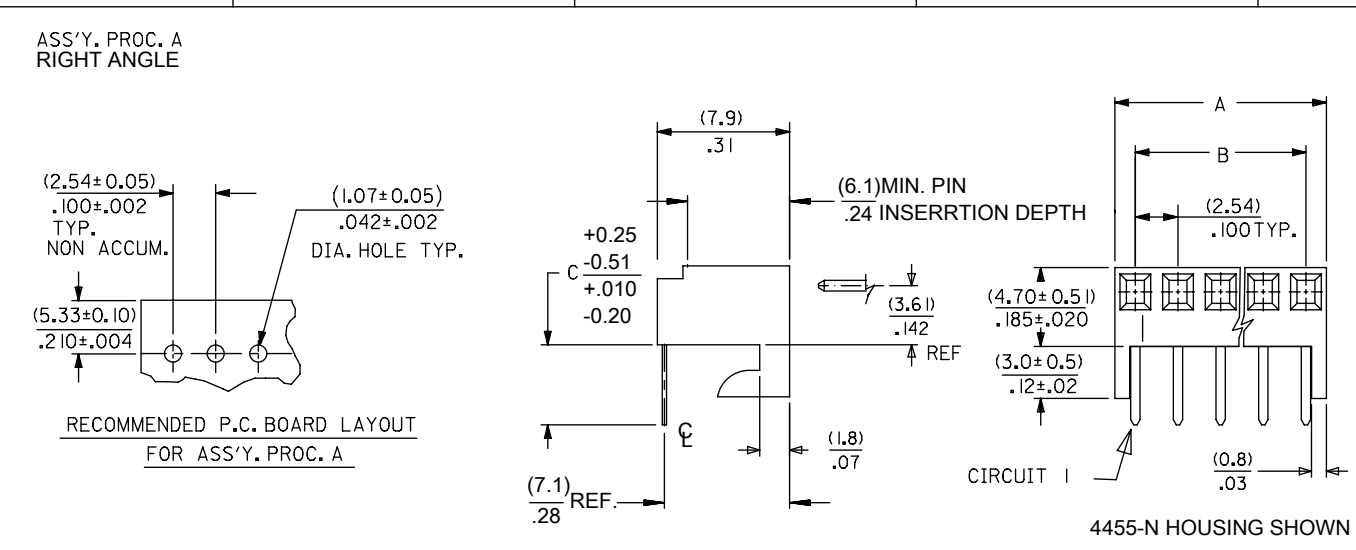 ASS'Y. PROC. A
RIGHT ANGLE
(2.54±0.05)
.100±.002
TYP.
NON ACCUM.
(1.07±0.05)
.042±.002
DIA. HOLE TYP.
(5.33±0.10)
.210±.004
RECOMMENDED P.C. BOARD LAYOUT
FOR ASS'Y. PROC. A
(7.9)
.31
(6.1)MIN. PIN
.24 INSERRTION DEPTH
C
+0.25
-0.51
+.010
-0.20
(3.61)
.142
REF
℄
(1.8)
.07
(7.1)
.28
REF.
A
B
(2.54)
.100 TYP.
(4.70±0.51)
.185±.020
(3.0±0.5)
.12±.02
CIRCUIT 1
(0.8)
.03
4455-N HOUSING SHOWN